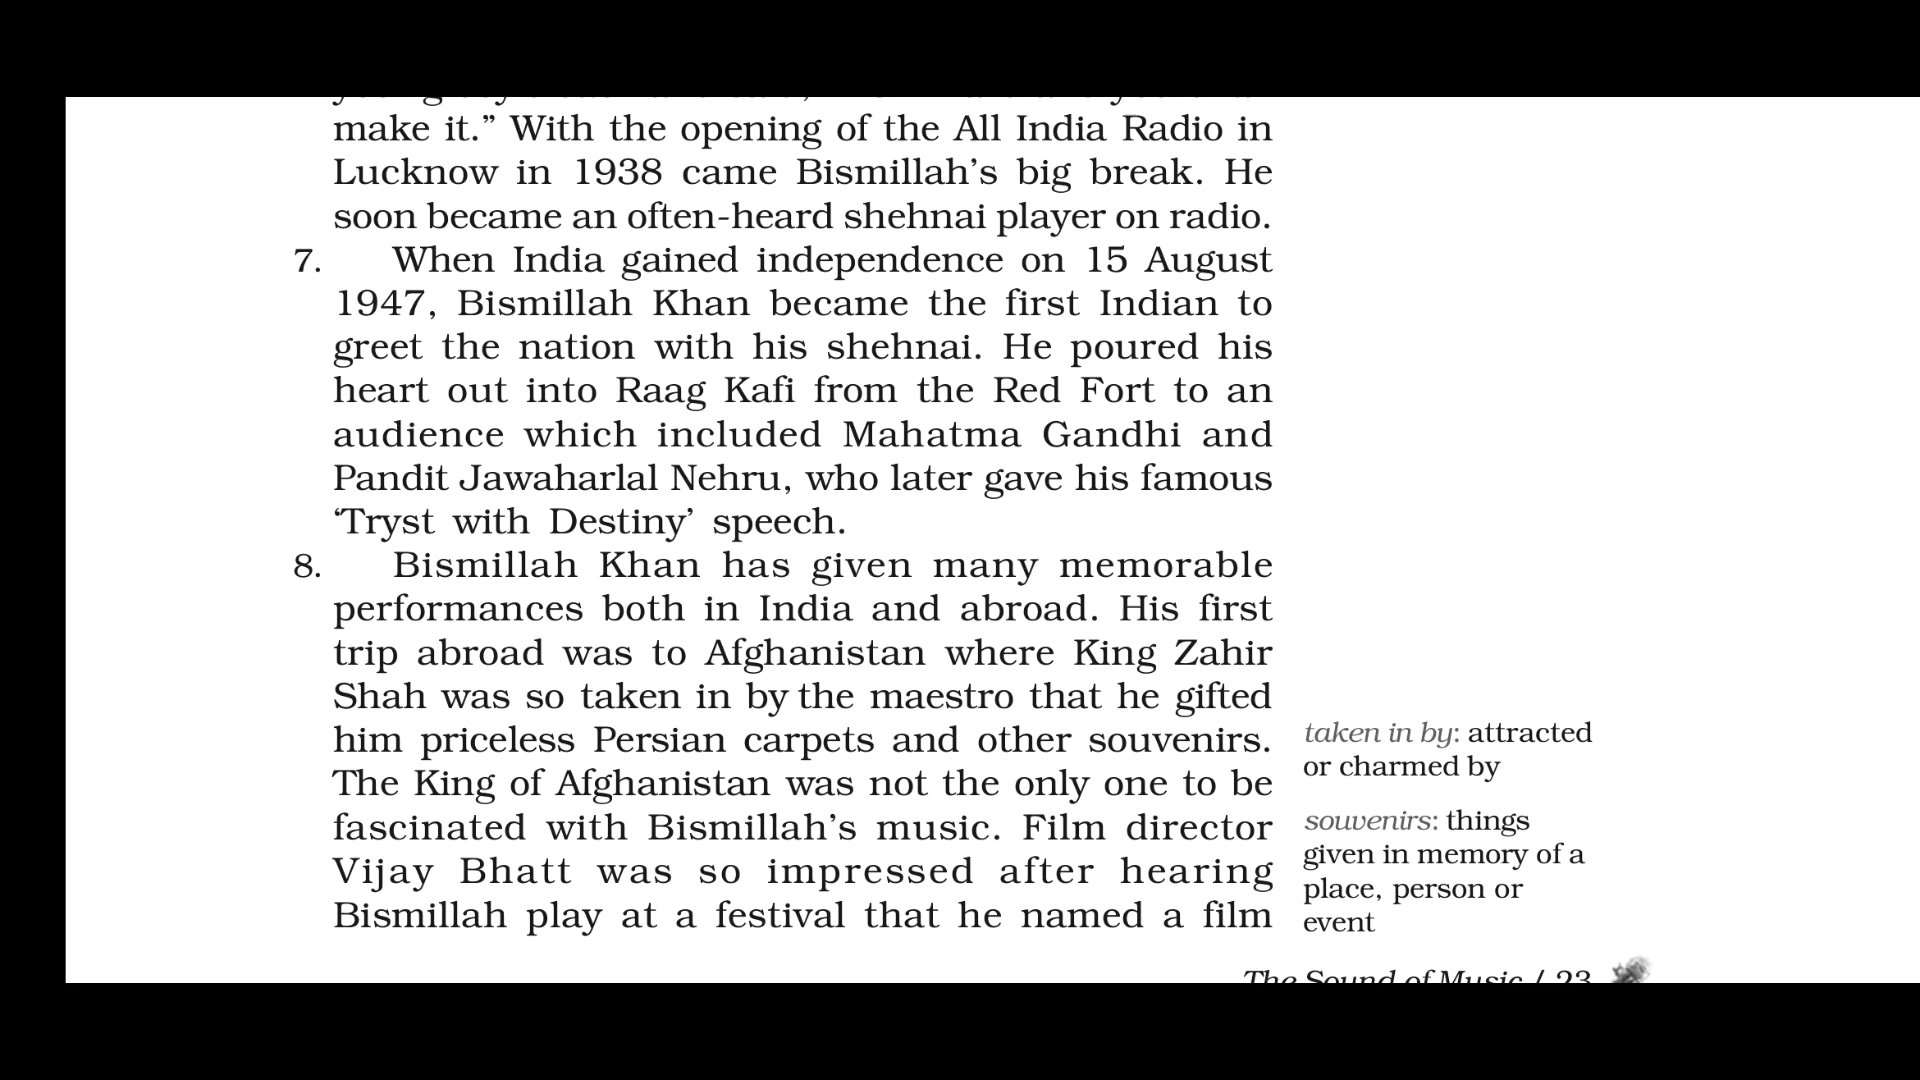 make it.” With the opening of the All India Radio in
Lucknow in 1938 came Bismillah’s big break. He
soon became an often-heard shehnai player on radio.
7. When India gained independence on 15 August
1947, Bismillah Khan became the first Indian to
greet the nation with his shehnai. He poured his
heart out into Raag Kafi from the Red Fort to an
audience which included Mahatma Gandhi and
Pandit Jawaharlal Nehru, who later gave his famous
‘Tryst with Destiny’ speech.
8. Bismillah Khan has given many memorable
performances both in India and abroad. His first
trip abroad was to Afghanistan where King Zahir
Shah was so taken in by the maestro that he gifted
him priceless Persian carpets and other souvenirs.
The King of Afghanistan was not the only one to be
fascinated with Bismillah’s music. Film director
Vijay Bhatt was so impressed after hearing
Bismillah play at a festival that he named a film
taken in by: attracted
or charmed by
souvenirs: things
given in memory of a
place, person or
event
The Sound of Music / 23